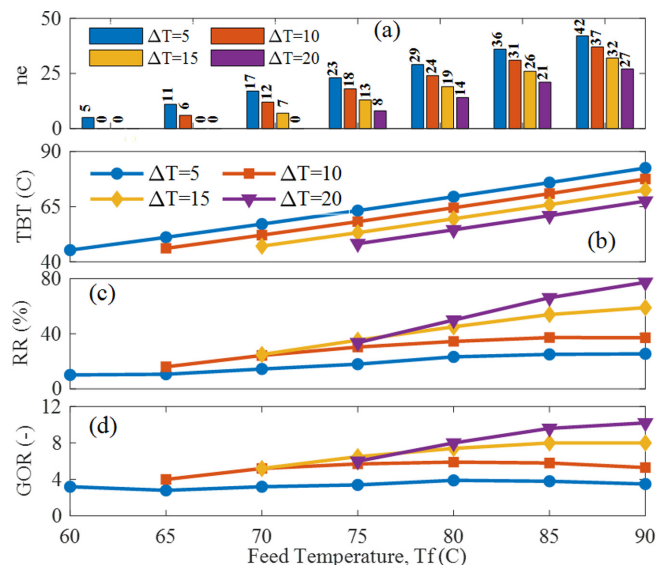 50
25
0
ne
(a)
ΔT=5
ΔT=10
ΔT=15
ΔT=20
5
0
0
11
6
0
0
17
12
7
0
23
18
13
8
29
24
19
14
36
31
26
21
42
37
32
27
90
65
40
TBT (C)
ΔT=5
ΔT=10
ΔT=15
ΔT=20
(b)
80
40
0
RR (%)
(c)
12
8
4
0
GOR (-)
(d)
60
65
70
75
80
85
90
Feed Temperature, Tf (C)